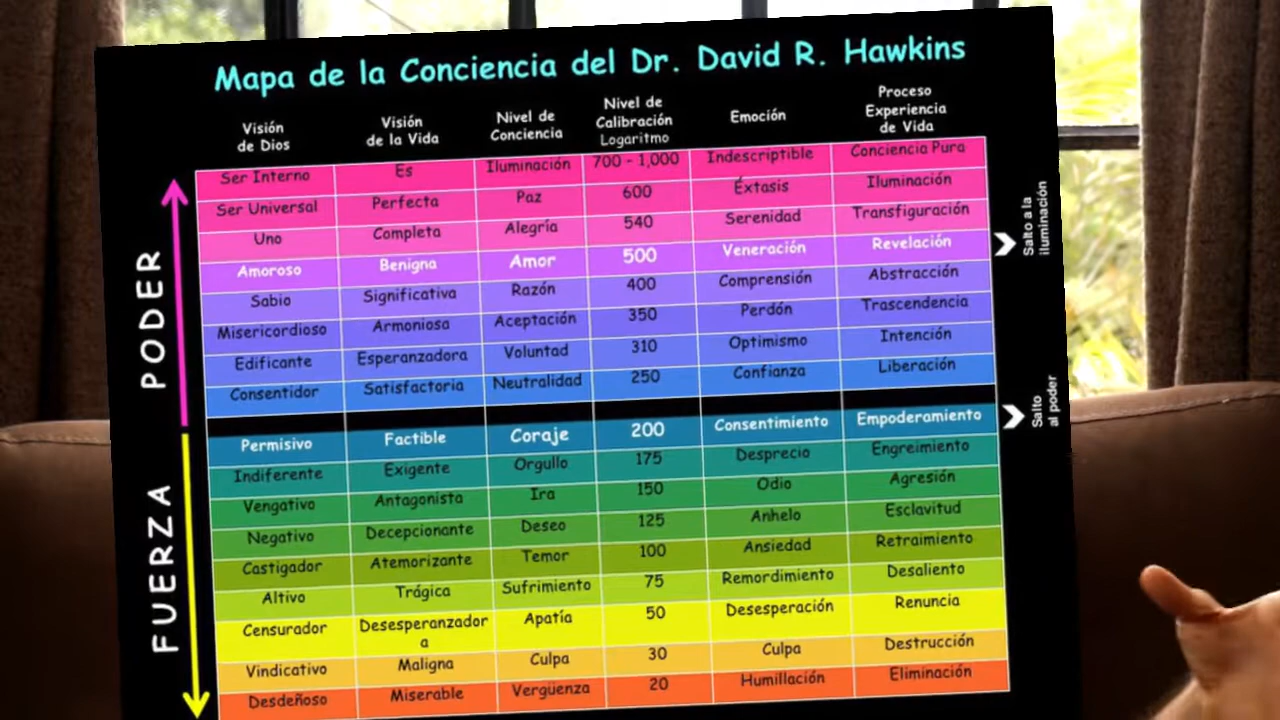 Mapa de la Conciencia del Dr. David R. Hawkins
Visión de Dios | Visión de la Vida | Nivel de Conciencia | Nivel de Calibración Logaritmo | Emoción | Proceso Experiencia de Vida
Ser Interno | Es | Iluminación | 700 - 1,000 | Indescriptible | Conciencia Pura
Ser Universal | Perfecta | Paz | 600 | Éxtasis | Iluminación
Uno | Completa | Alegría | 540 | Serenidad | Transfiguración
Amoroso | Benigna | Amor | 500 | Veneración | Revelación
Sabio | Significativa | Razón | 400 | Comprensión | Abstracción
Misericordioso | Armoniosa | Aceptación | 350 | Perdón | Trascendencia
Edificante | Esperanzadora | Voluntad | 310 | Optimismo | Intención
Consentidor | Satisfactoria | Neutralidad | 250 | Confianza | Liberación
Permisivo | Factible | Coraje | 200 | Consentimiento | Empoderamiento
Indiferente | Exigente | Orgullo | 175 | Desprecio | Engreimiento
Vengativo | Antagonista | Ira | 150 | Odio | Agresión
Negativo | Decepcionante | Deseo | 125 | Anhelo | Esclavitud
Castigador | Atemorizante | Temor | 100 | Ansiedad | Retraimiento
Altivo | Trágica | Sufrimiento | 75 | Remordimiento | Desaliento
Censurador | Desesperanzadora | Apatía | 50 | Desesperación | Renuncia
Vindicativo | Maligna | Culpa | 30 | Culpa | Destrucción
Desdeñoso | Miserable | Vergüenza | 20 | Humillación | Eliminación
PODER
FUERZA
Salto a la
iluminación
Salto
al poder